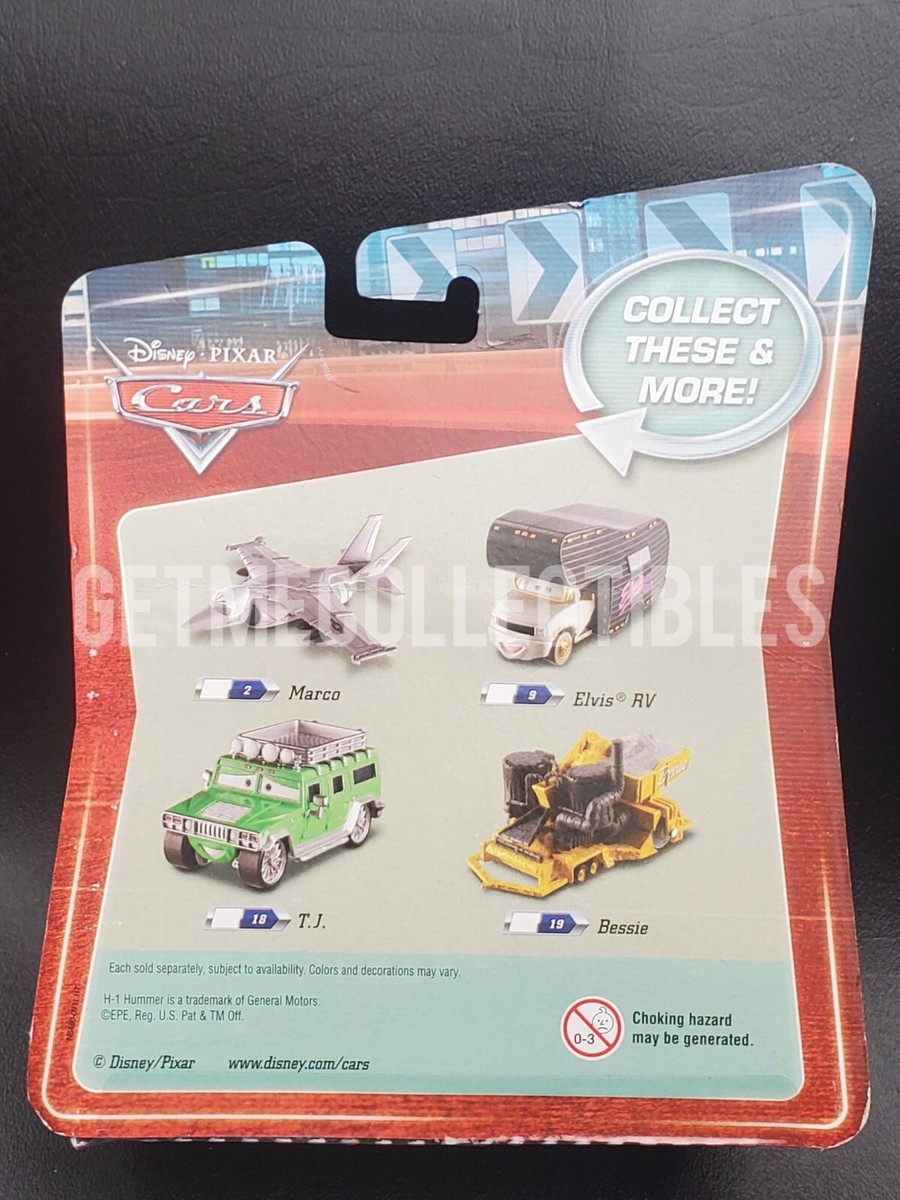 COLLECT
THESE &
MORE!
Disney · PIXAR
Cars
GETMECOLLECTIBLES
2 Marco
9 Elvis® RV
18 T.J.
19 Bessie
Each sold separately, subject to availability. Colors and decorations may vary.
H-1 Hummer is a trademark of General Motors.
©EPE, Reg. U.S. Pat & TM Off.
0-3
Choking hazard
may be generated.
© Disney/Pixar www.disney.com/cars